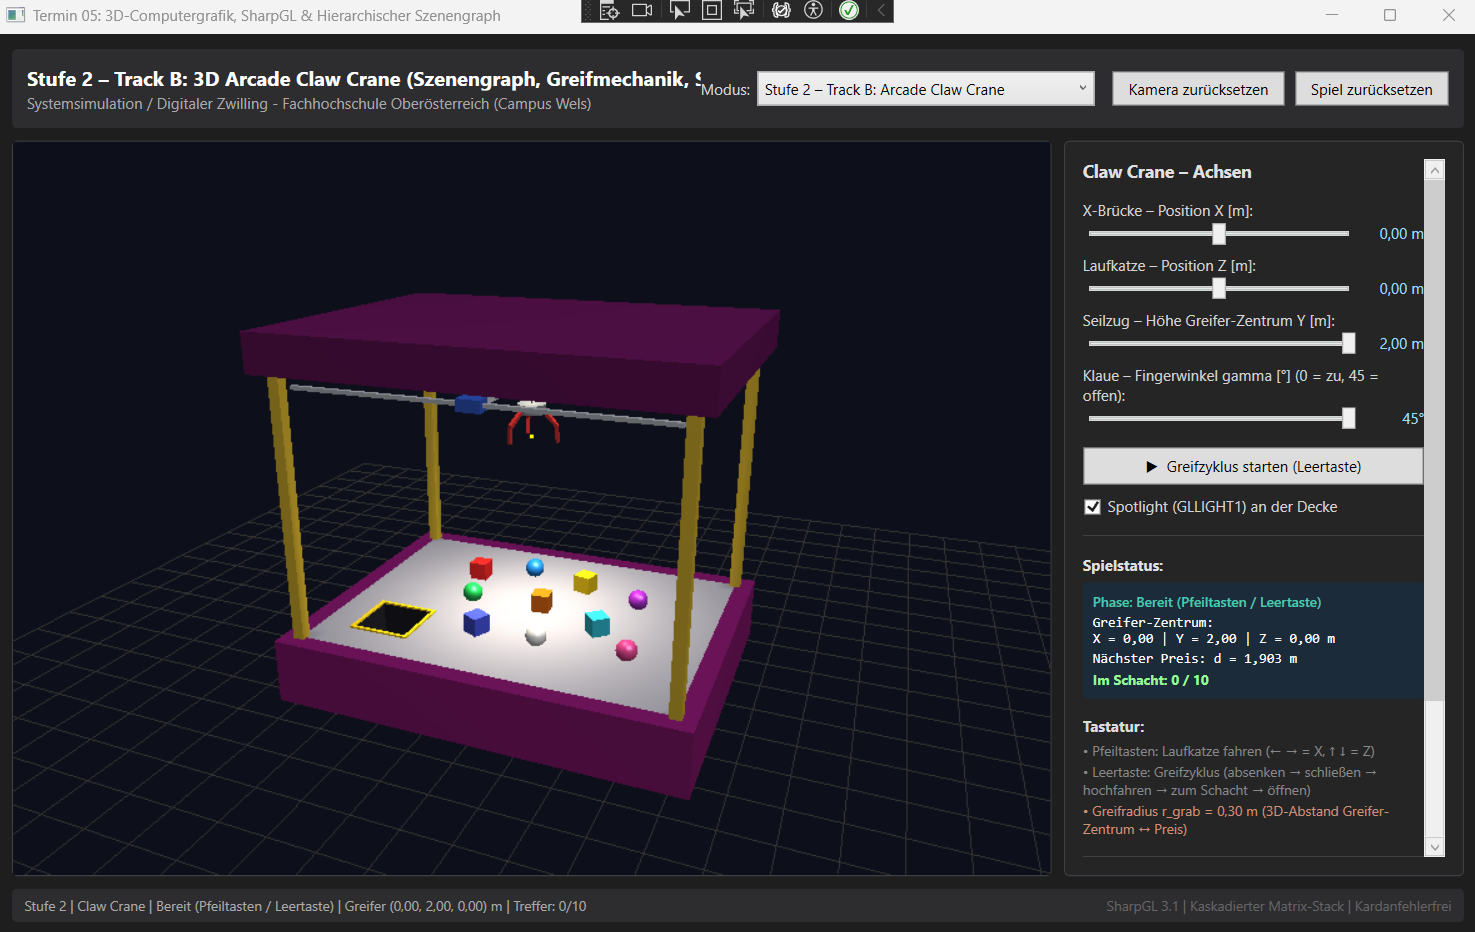 Termin 05: 3D-Computergrafik, SharpGL & Hierarchischer Szenengraph
Stufe 2 – Track B: 3D Arcade Claw Crane (Szenengraph, Greifmechanik,
Systemsimulation / Digitaler Zwilling - Fachhochschule Oberösterreich (Campus Wels)
Modus:
Stufe 2 – Track B: Arcade Claw Crane
Kamera zurücksetzen
Spiel zurücksetzen
Claw Crane – Achsen
X-Brücke – Position X [m]:
0,00 m
Laufkatze – Position Z [m]:
0,00 m
Seilzug – Höhe Greifer-Zentrum Y [m]:
2,00 m
Klaue – Fingerwinkel gamma [°] (0 = zu, 45 =
offen):
45°
▶ Greifzyklus starten (Leertaste)
Spotlight (GLLIGHT1) an der Decke
Spielstatus:
Phase: Bereit (Pfeiltasten / Leertaste)
Greifer-Zentrum:
X = 0,00 | Y = 2,00 | Z = 0,00 m
Nächster Preis: d = 1,903 m
Im Schacht: 0 / 10
Tastatur:
• Pfeiltasten: Laufkatze fahren (← → = X, ↑ ↓ = Z)
• Leertaste: Greifzyklus (absenken → schließen →
hochfahren → zum Schacht → öffnen)
• Greifradius r_grab = 0,30 m (3D-Abstand Greifer-
Zentrum ↔ Preis)
Stufe 2 | Claw Crane | Bereit (Pfeiltasten / Leertaste) | Greifer (0,00, 2,00, 0,00) m | Treffer: 0/10
SharpGL 3.1 | Kaskadierter Matrix-Stack | Kardanfehlerfrei